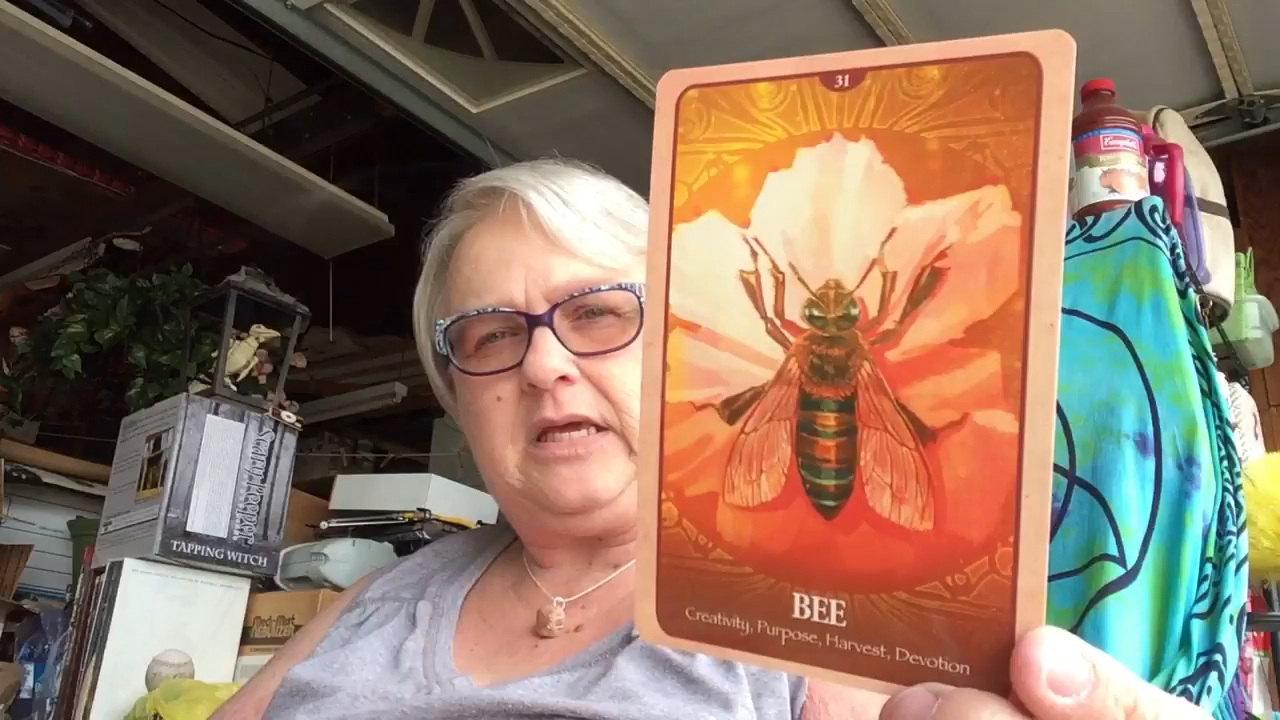 31
BEE
Creativity, Purpose, Harvest, Devotion
Campbell's
TAPPING WITCH